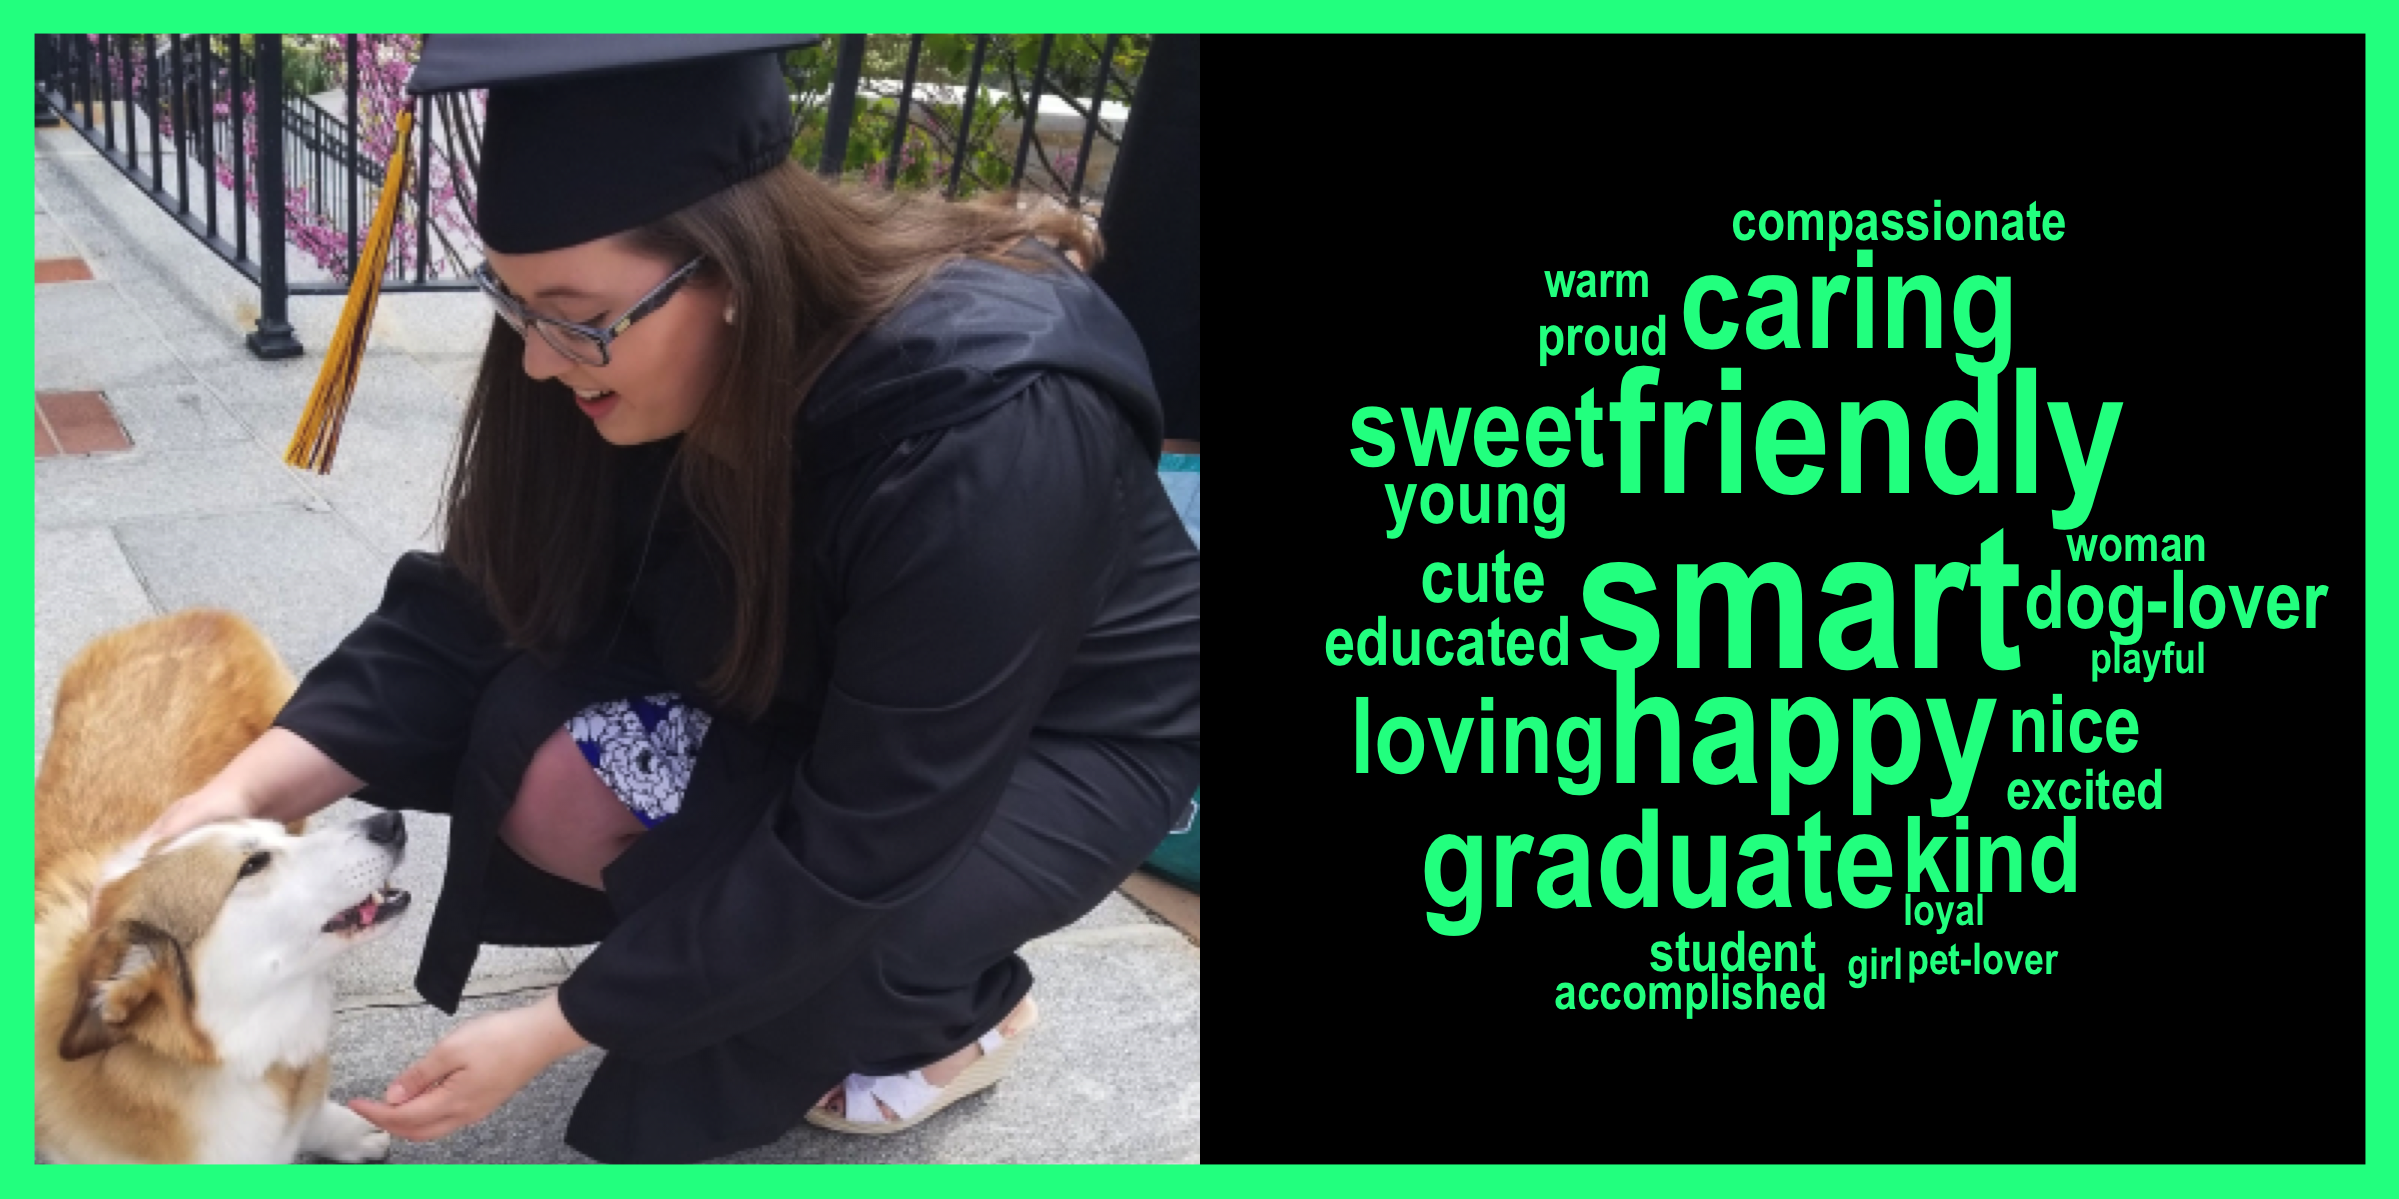 compassionate
warm
caring
proud
sweet
friendly
young
woman
cute
smart
dog-lover
educated
playful
loving
happy
nice
excited
graduate
kind
loyal
student
girl
pet-lover
accomplished